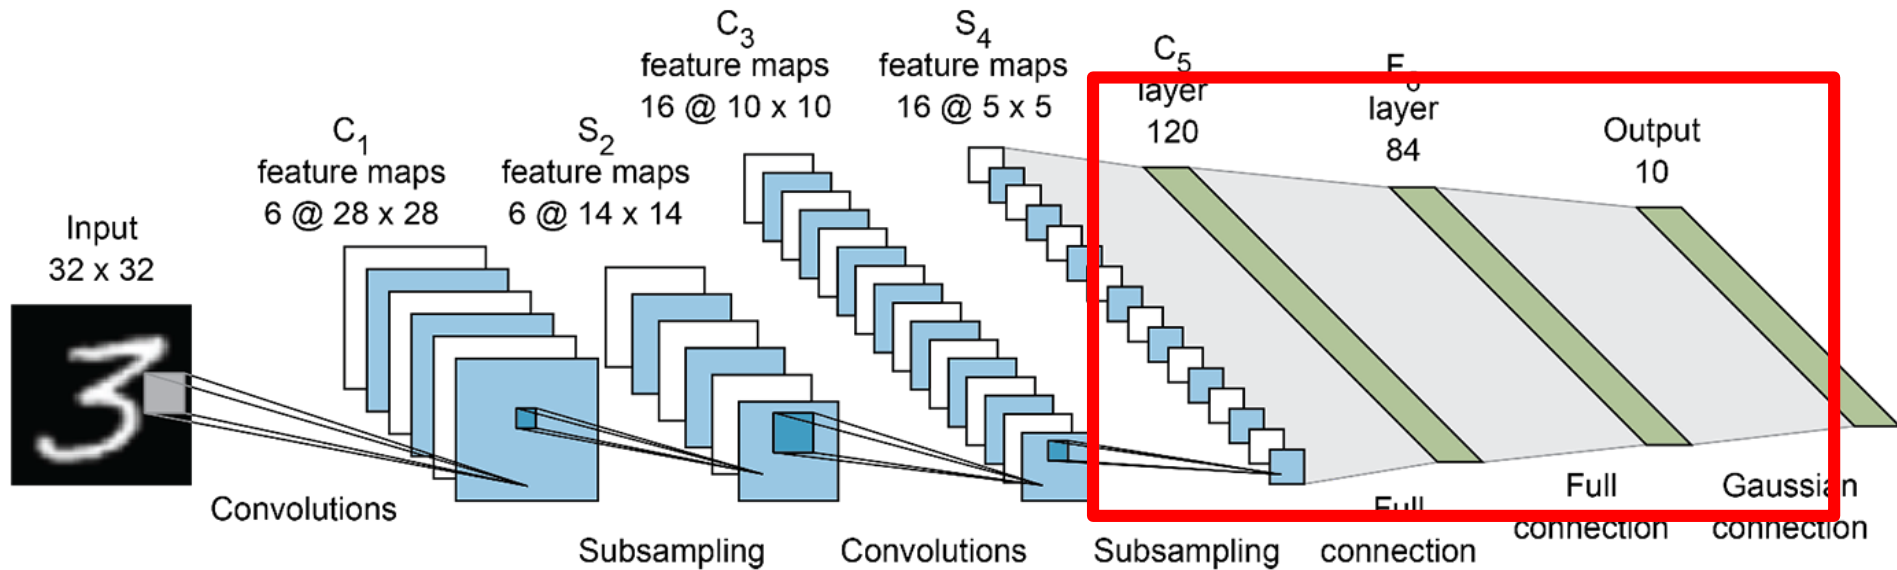 C₁
feature maps
6 @ 28 x 28
S₂
feature maps
6 @ 14 x 14
C₃
feature maps
16 @ 10 x 10
S₄
feature maps
16 @ 5 x 5
C₅
layer
120
layer
84
Output
10
Input
32 x 32
3
Convolutions
Subsampling
Convolutions
Subsampling
Full
connection
Full
connection
Gaussian
connection